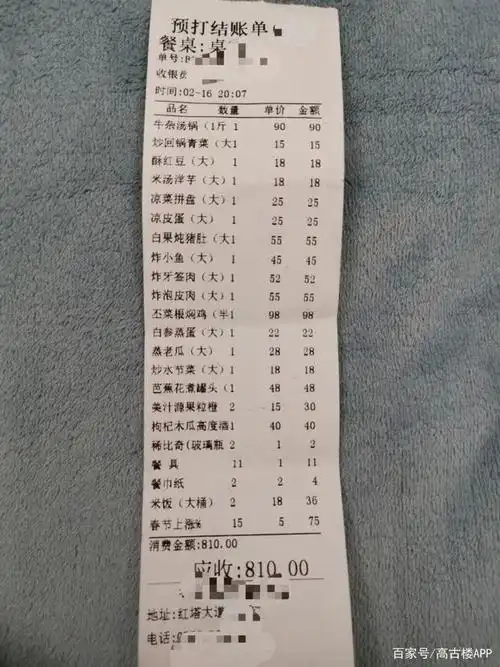 预打结账单
餐桌:桌
单号:
收银
时间:02-16 20:07
品名 数量 单价 金额
牛杂汤锅（1斤 1 90 90
炒回锅青菜（大1 15 15
酥红豆（大）1 18 18
米汤洋芋（大）1 18 18
凉菜拼盘（大）1 25 25
凉皮蛋（大）1 25 25
白果炖猪肚（大1 55 55
炸小鱼（大）1 45 45
炸牙签肉（大）1 52 52
炸泡皮肉（大）1 55 55
丕菜根焖鸡（半1 98 98
白参蒸蛋（大）1 22 22
蒸老瓜（大）1 28 28
炒水节菜（大）1 18 18
芭蕉花煮罐头（1 48 48
美汁源果粒橙 2 15 30
枸杞木瓜高度酒1 40 40
稀比奇(玻璃瓶 2 1 2
餐具 11 1 11
餐巾纸 2 2 4
米饭（大桶）2 18 36
春节上涨% 15 5 75
消费金额:810.00
应收:810.00
地址:红塔大道
电话:
百家号/高古楼APP